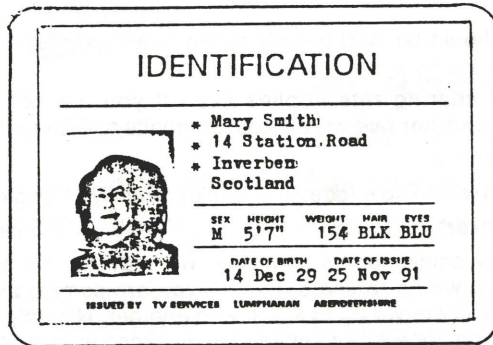 IDENTIFICATION
* Mary Smith
* 14 Station Road
* Inverben
Scotland
SEX HEIGHT WEIGHT HAIR EYES
M 5'7" 154 BLK BLU
DATE OF BIRTH DATE OF ISSUE
14 Dec 29 25 Nov 91
ISSUED BY TV SERVICES LUMPHANAN ABERDEENSHIRE